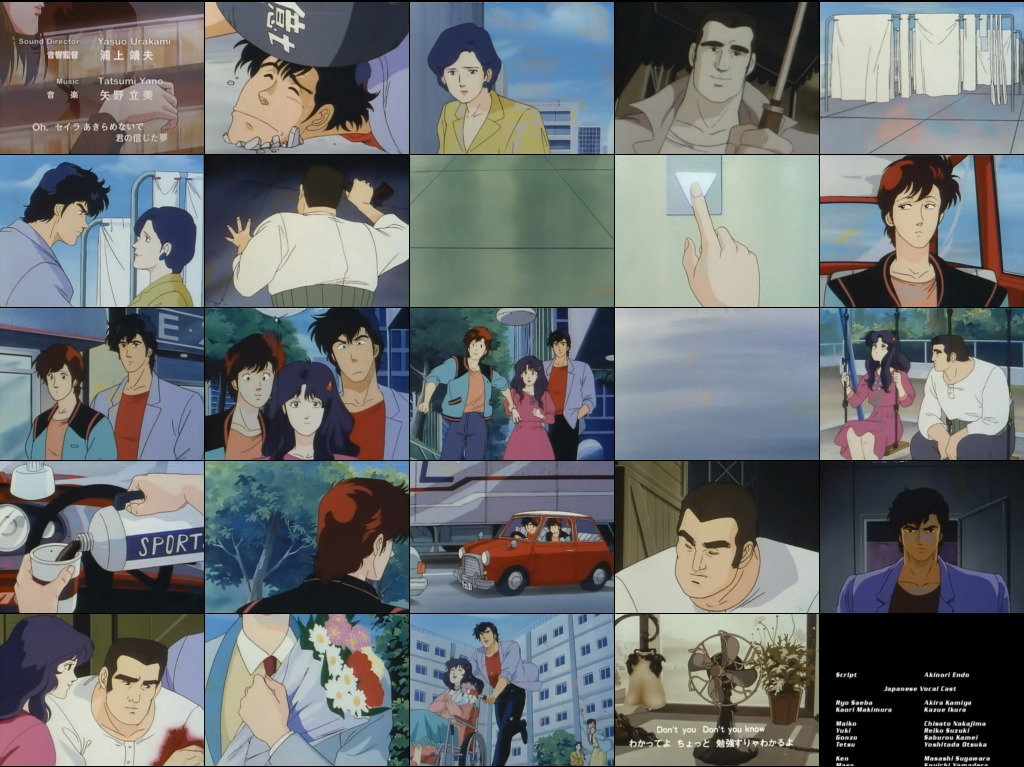 Sound Director Yasuo Urakami
音響監督 浦上靖夫
Music Tatsumi Yano
音楽 矢野立美
Oh, セイラ あきらめないで
君の信じた夢
SPORT
Don't you Don't you know
わかってよ ちょっと 勉強すりゃわかるよ
Script Akinori Endo
Japanese Vocal Cast
Ryo Saeba Akira Kamiya
Kaori Makimura Kazue Ikura
Maiko Chisato Nakajima
Yuki Reiko Suzuki
Gonzo Saburou Kamei
Tetsu Yoshitada Otsuka
Ken Masashi Sugawara